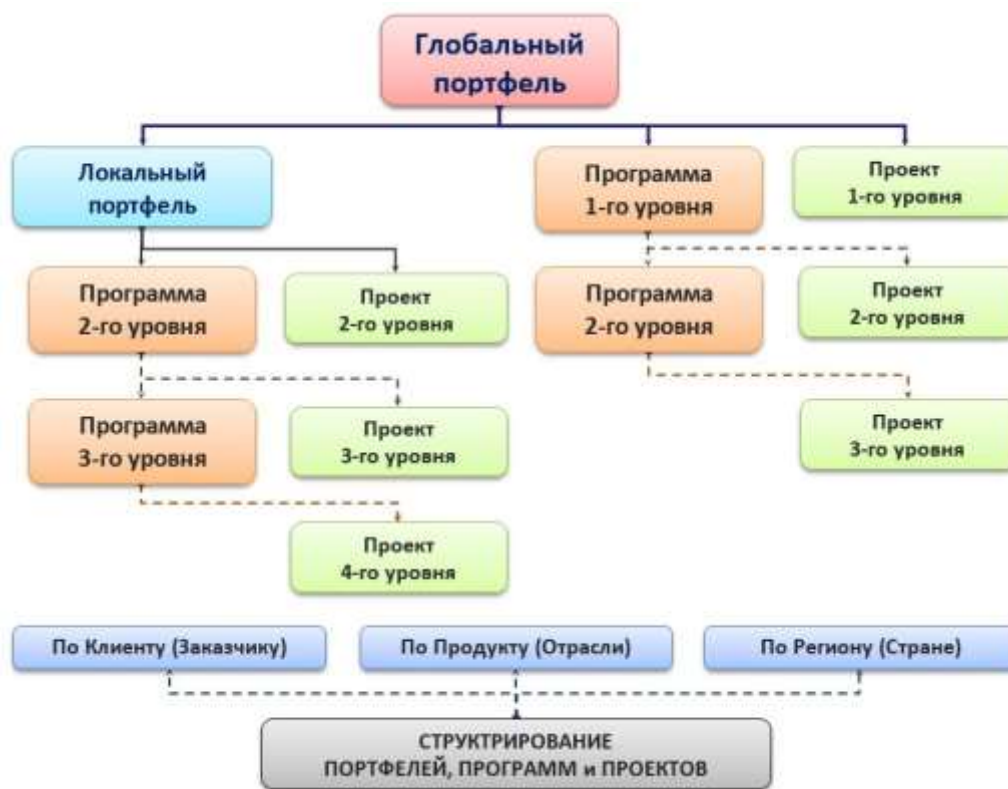 Глобальный
портфель
Локальный
портфель
Программа
1-го уровня
Проект
1-го уровня
Программа
2-го уровня
Проект
2-го уровня
Программа
2-го уровня
Проект
2-го уровня
Программа
3-го уровня
Проект
3-го уровня
Проект
3-го уровня
Проект
4-го уровня
По Клиенту (Заказчику)
По Продукту (Отрасли)
По Региону (Стране)
СТРУКТРИРОВАНИЕ
ПОРТФЕЛЕЙ, ПРОГРАММ и ПРОЕКТОВ